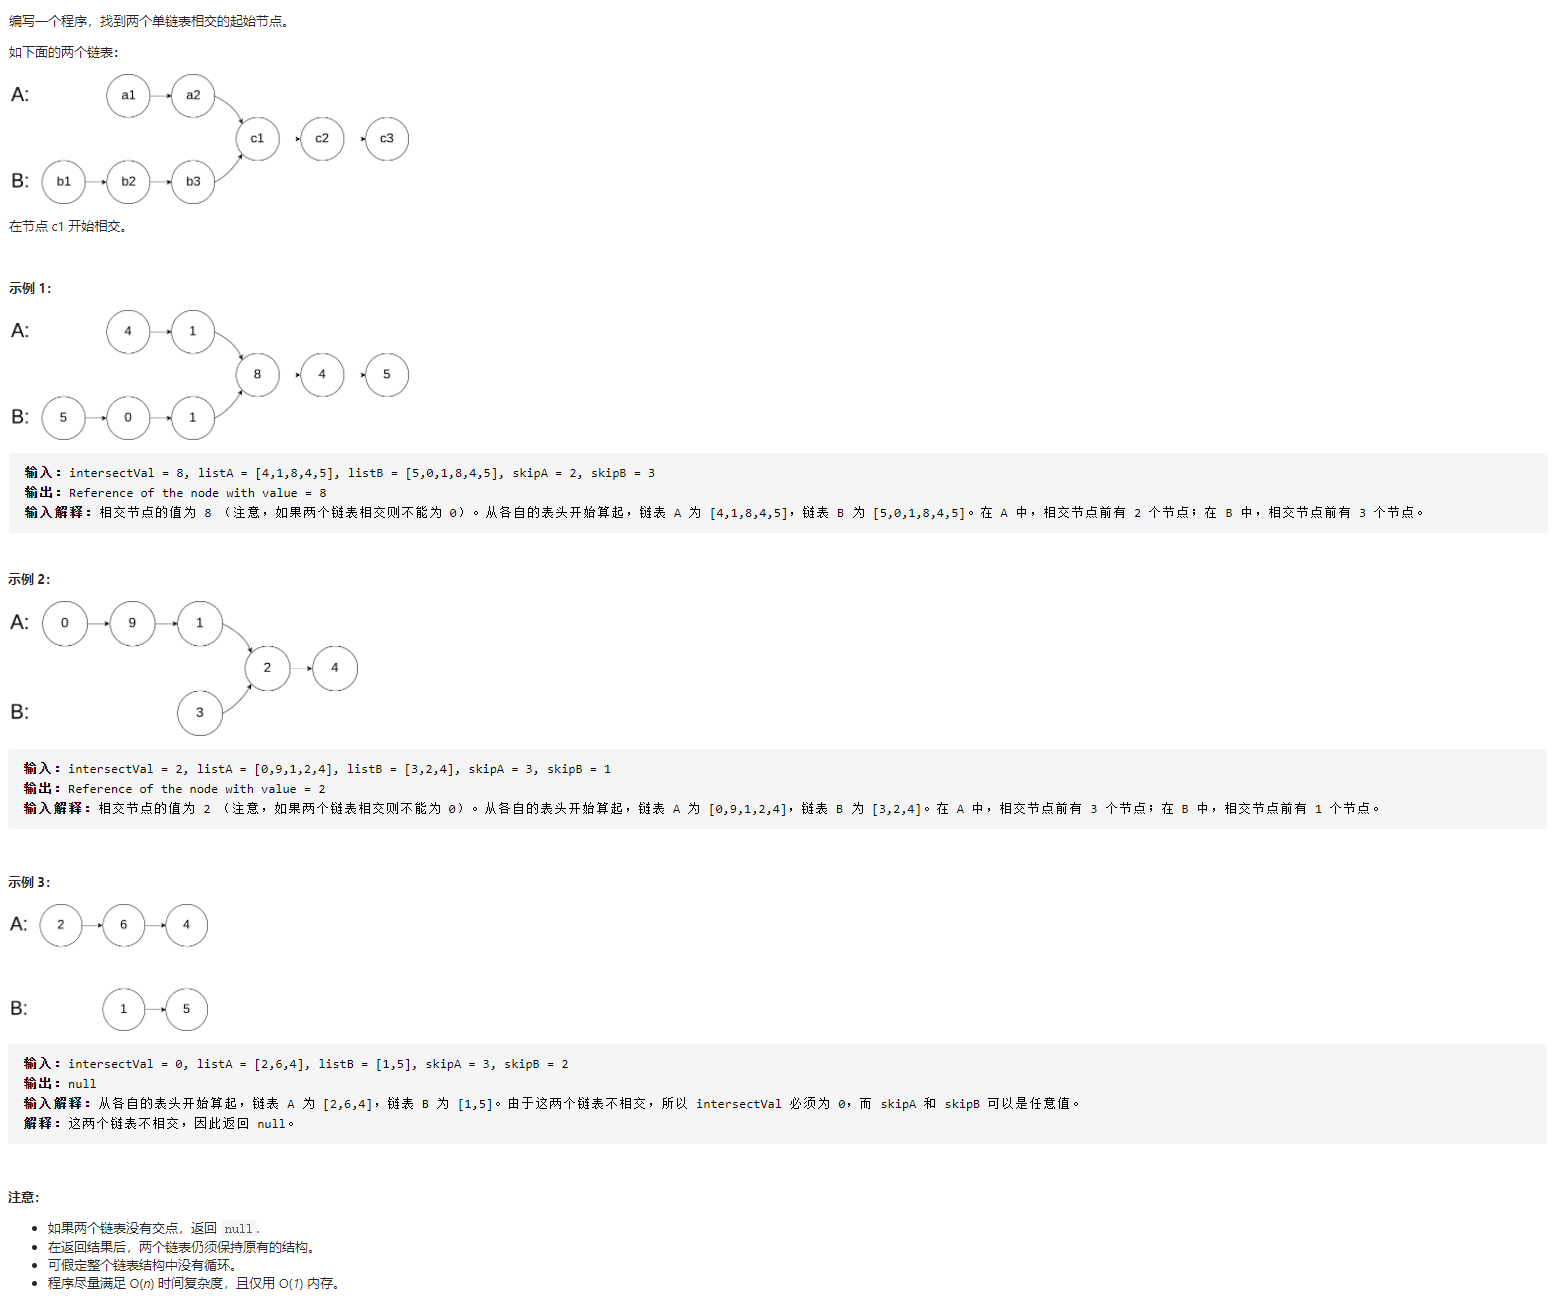 编写一个程序，找到两个单链表相交的起始节点。
如下面的两个链表：
A: a1 a2
c1 c2 c3
B: b1 b2 b3
在节点 c1 开始相交。
示例 1：
A: 4 1
8 4 5
B: 5 0 1
输入：intersectVal = 8, listA = [4,1,8,4,5], listB = [5,0,1,8,4,5], skipA = 2, skipB = 3
输出：Reference of the node with value = 8
输入解释：相交节点的值为 8 （注意，如果两个链表相交则不能为 0）。从各自的表头开始算起，链表 A 为 [4,1,8,4,5]，链表 B 为 [5,0,1,8,4,5]。在 A 中，相交节点前有 2 个节点；在 B 中，相交节点前有 3 个节点。
示例 2：
A: 0 9 1
2 4
B: 3
输入：intersectVal = 2, listA = [0,9,1,2,4], listB = [3,2,4], skipA = 3, skipB = 1
输出：Reference of the node with value = 2
输入解释：相交节点的值为 2 （注意，如果两个链表相交则不能为 0）。从各自的表头开始算起，链表 A 为 [0,9,1,2,4]，链表 B 为 [3,2,4]。在 A 中，相交节点前有 3 个节点；在 B 中，相交节点前有 1 个节点。
示例 3：
A: 2 6 4
B: 1 5
输入：intersectVal = 0, listA = [2,6,4], listB = [1,5], skipA = 3, skipB = 2
输出：null
输入解释：从各自的表头开始算起，链表 A 为 [2,6,4]，链表 B 为 [1,5]。由于这两个链表不相交，所以 intersectVal 必须为 0，而 skipA 和 skipB 可以是任意值。
解释：这两个链表不相交，因此返回 null。
注意：
• 如果两个链表没有交点，返回 null.
• 在返回结果后，两个链表仍须保持原有的结构。
• 可假定整个链表结构中没有循环。
• 程序尽量满足 O(n) 时间复杂度，且仅用 O(1) 内存。